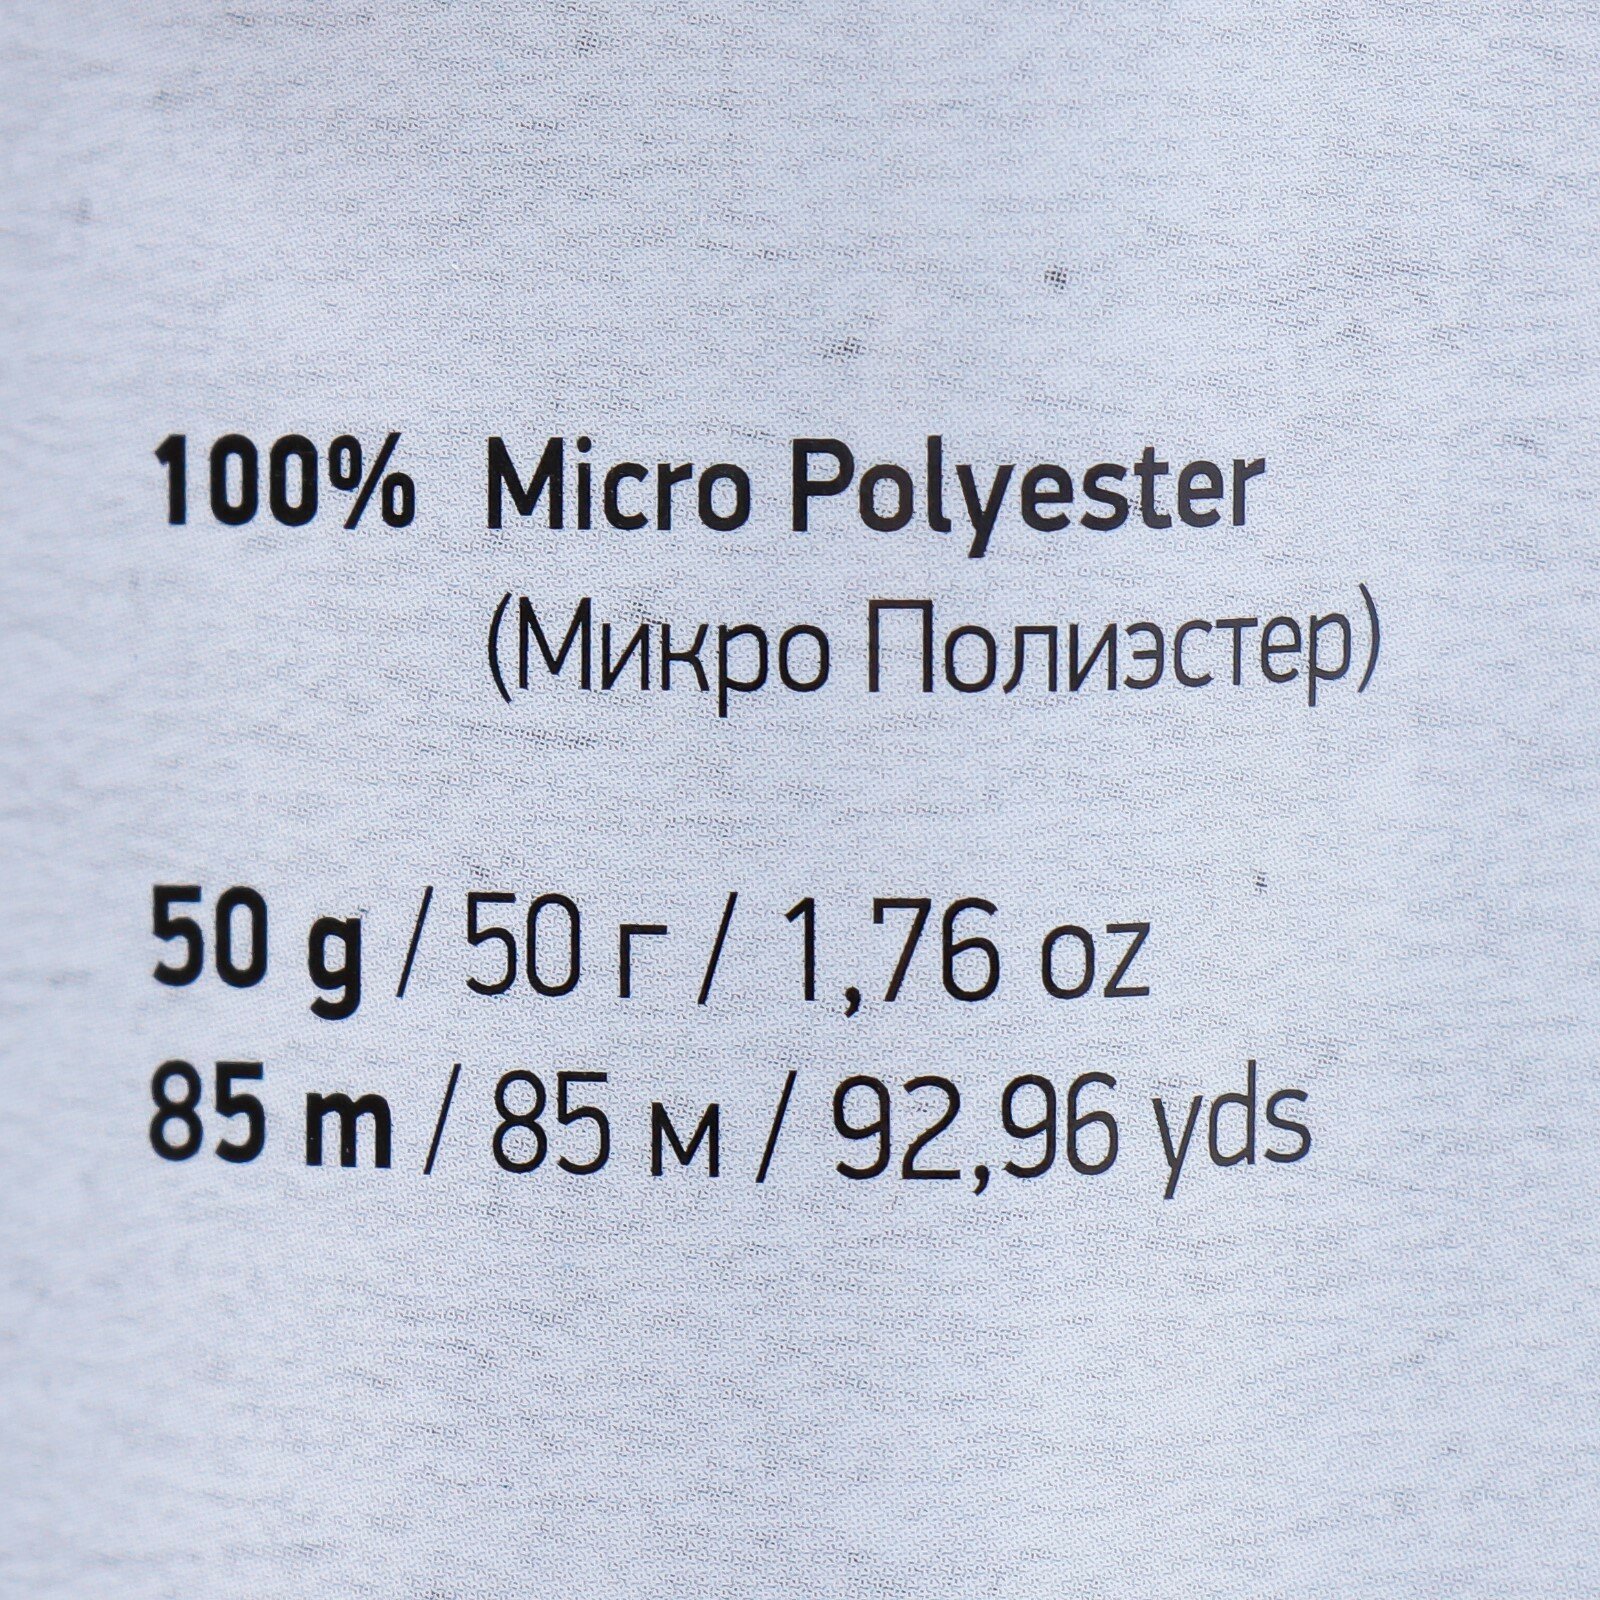 100% Micro Polyester
(Микро Полиэстер)
50 g / 50 г / 1,76 oz
85 m / 85 м / 92,96 yds